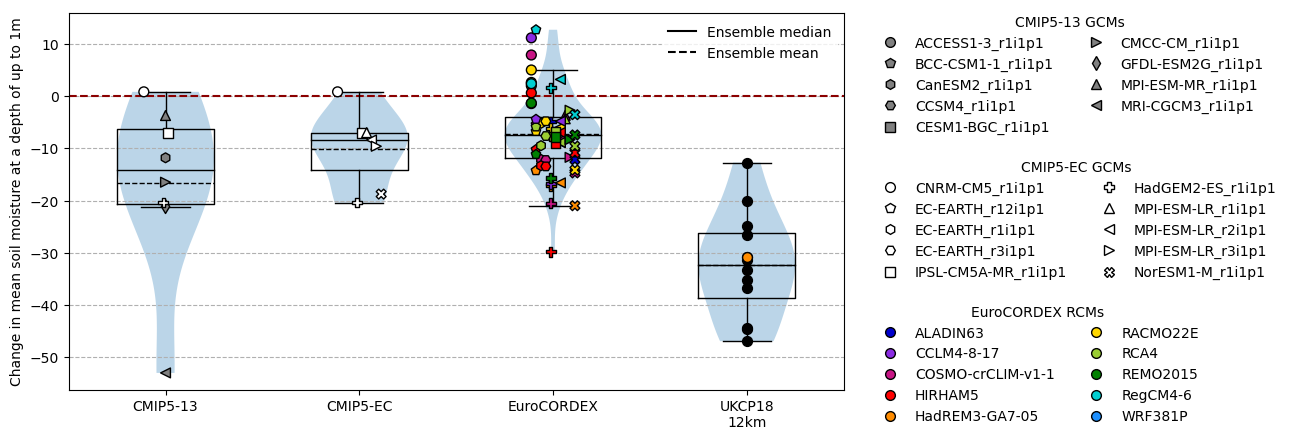 Change in mean soil moisture at a depth of up to 1m
10
0
−10
−20
−30
−40
−50
Ensemble median
Ensemble mean
CMIP5-13
CMIP5-EC
EuroCORDEX
UKCP18
12km
CMIP5-13 GCMs
ACCESS1-3_r1i1p1
BCC-CSM1-1_r1i1p1
CanESM2_r1i1p1
CCSM4_r1i1p1
CESM1-BGC_r1i1p1
CMCC-CM_r1i1p1
GFDL-ESM2G_r1i1p1
MPI-ESM-MR_r1i1p1
MRI-CGCM3_r1i1p1
CMIP5-EC GCMs
CNRM-CM5_r1i1p1
EC-EARTH_r12i1p1
EC-EARTH_r1i1p1
EC-EARTH_r3i1p1
IPSL-CM5A-MR_r1i1p1
HadGEM2-ES_r1i1p1
MPI-ESM-LR_r1i1p1
MPI-ESM-LR_r2i1p1
MPI-ESM-LR_r3i1p1
NorESM1-M_r1i1p1
EuroCORDEX RCMs
ALADIN63
CCLM4-8-17
COSMO-crCLIM-v1-1
HIRHAM5
HadREM3-GA7-05
RACMO22E
RCA4
REMO2015
RegCM4-6
WRF381P